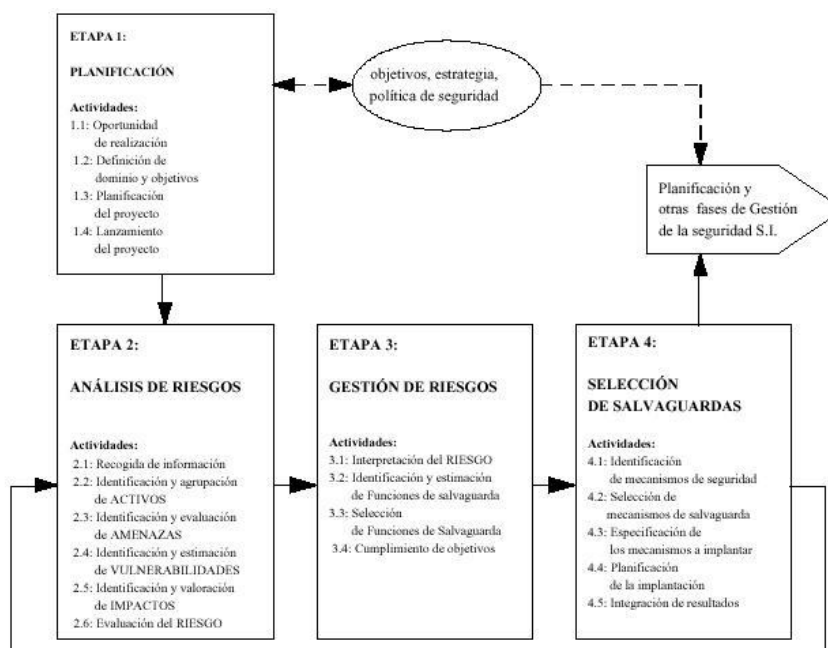 ETAPA 1:
PLANIFICACIÓN
Actividades:
1.1: Oportunidad
de realización
1.2: Definición de
dominio y objetivos
1.3: Planificación
del proyecto
1.4: Lanzamiento
del proyecto
objetivos, estrategia,
política de seguridad
Planificación y
otras fases de Gestión
de la seguridad S.I.
ETAPA 2:
ANÁLISIS DE RIESGOS
Actividades:
2.1: Recogida de información
2.2: Identificación y agrupación
de ACTIVOS
2.3: Identificación y evaluación
de AMENAZAS
2.4: Identificación y estimación
de VULNERABILIDADES
2.5: Identificación y valoración
de IMPACTOS
2.6: Evaluación del RIESGO
ETAPA 3:
GESTIÓN DE RIESGOS
Actividades:
3.1: Interpretación del RIESGO
3.2: Identificación y estimación
de Funciones de salvaguarda
3.3: Selección
de Funciones de Salvaguarda
3.4: Cumplimiento de objetivos
ETAPA 4:
SELECCIÓN
DE SALVAGUARDAS
Actividades:
4.1: Identificación
de mecanismos de seguridad
4.2: Selección de
mecanismos de salvaguarda
4.3: Especificación de
los mecanismos a implantar
4.4: Planificación
de la implantación
4.5: Integración de resultados